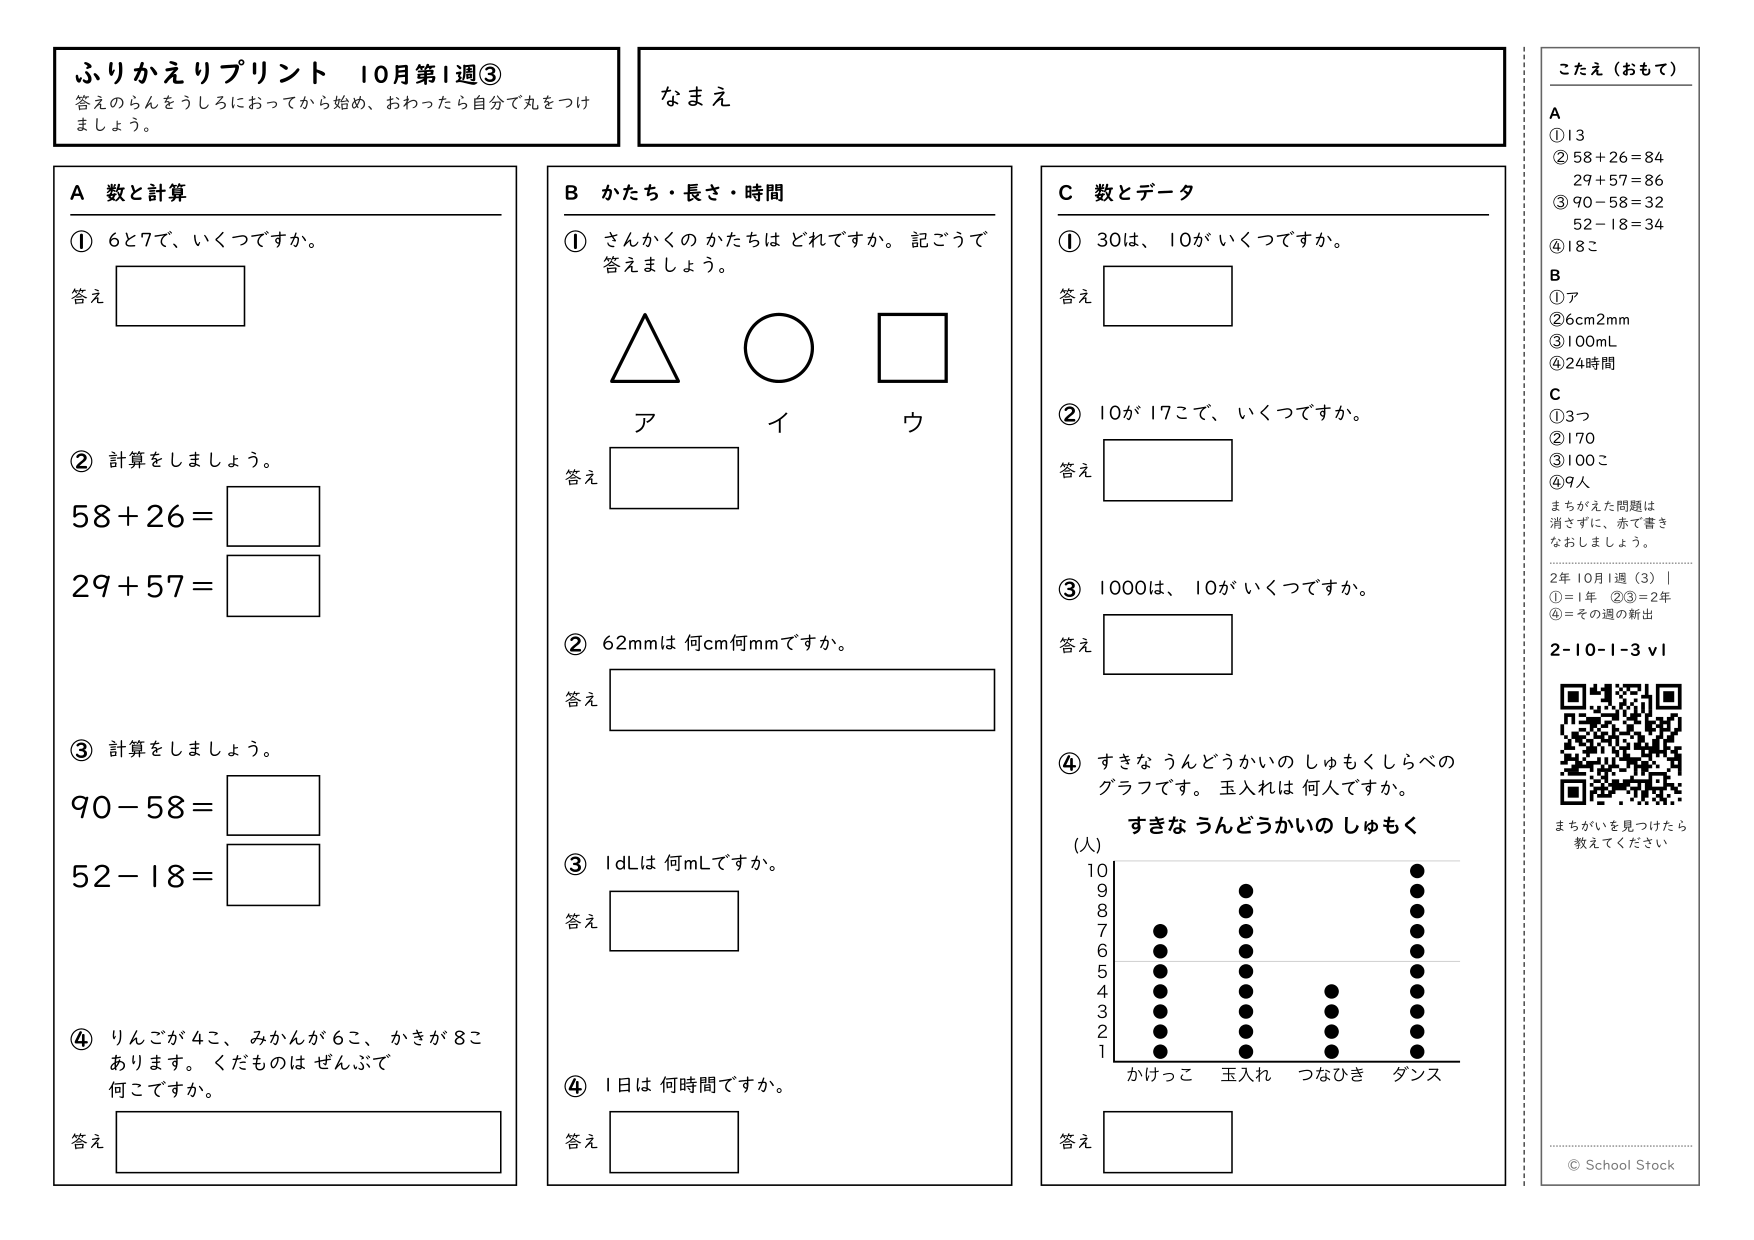 ふりかえりプリント　10月第1週③
答えのらんをうしろにおってから始め、おわったら自分で丸をつけ
ましょう。
なまえ
A　数と計算
① 6と7で、いくつですか。
答え
② 計算をしましょう。
58＋26＝
29＋57＝
③ 計算をしましょう。
90－58＝
52－18＝
④ りんごが 4こ、 みかんが 6こ、 かきが 8こ
あります。 くだものは ぜんぶで
何こですか。
答え
B　かたち・長さ・時間
① さんかくの かたちは どれですか。 記ごうで
答えましょう。
ア　イ　ウ
答え
② 62mmは 何cm何mmですか。
答え
③ 1dLは 何mLですか。
答え
④ 1日は 何時間ですか。
答え
C　数とデータ
① 30は、 10が いくつですか。
答え
② 10が 17こで、 いくつですか。
答え
③ 1000は、 10が いくつですか。
答え
④ すきな うんどうかいの しゅもくしらべの
グラフです。 玉入れは 何人ですか。
すきな うんどうかいの しゅもく
(人)
10
9
8
7
6
5
4
3
2
1
かけっこ　玉入れ　つなひき　ダンス
答え
こたえ（おもて）
A
①13
② 58＋26＝84
29＋57＝86
③ 90－58＝32
52－18＝34
④18こ
B
①ア
②6cm2mm
③100mL
④24時間
C
①3つ
②170
③100こ
④9人
まちがえた問題は
消さずに、赤で書き
なおしましょう。
2年 10月1週（3）｜
①＝1年　②③＝2年
④＝その週の新出
2-10-1-3 v1
まちがいを見つけたら
教えてください
© School Stock